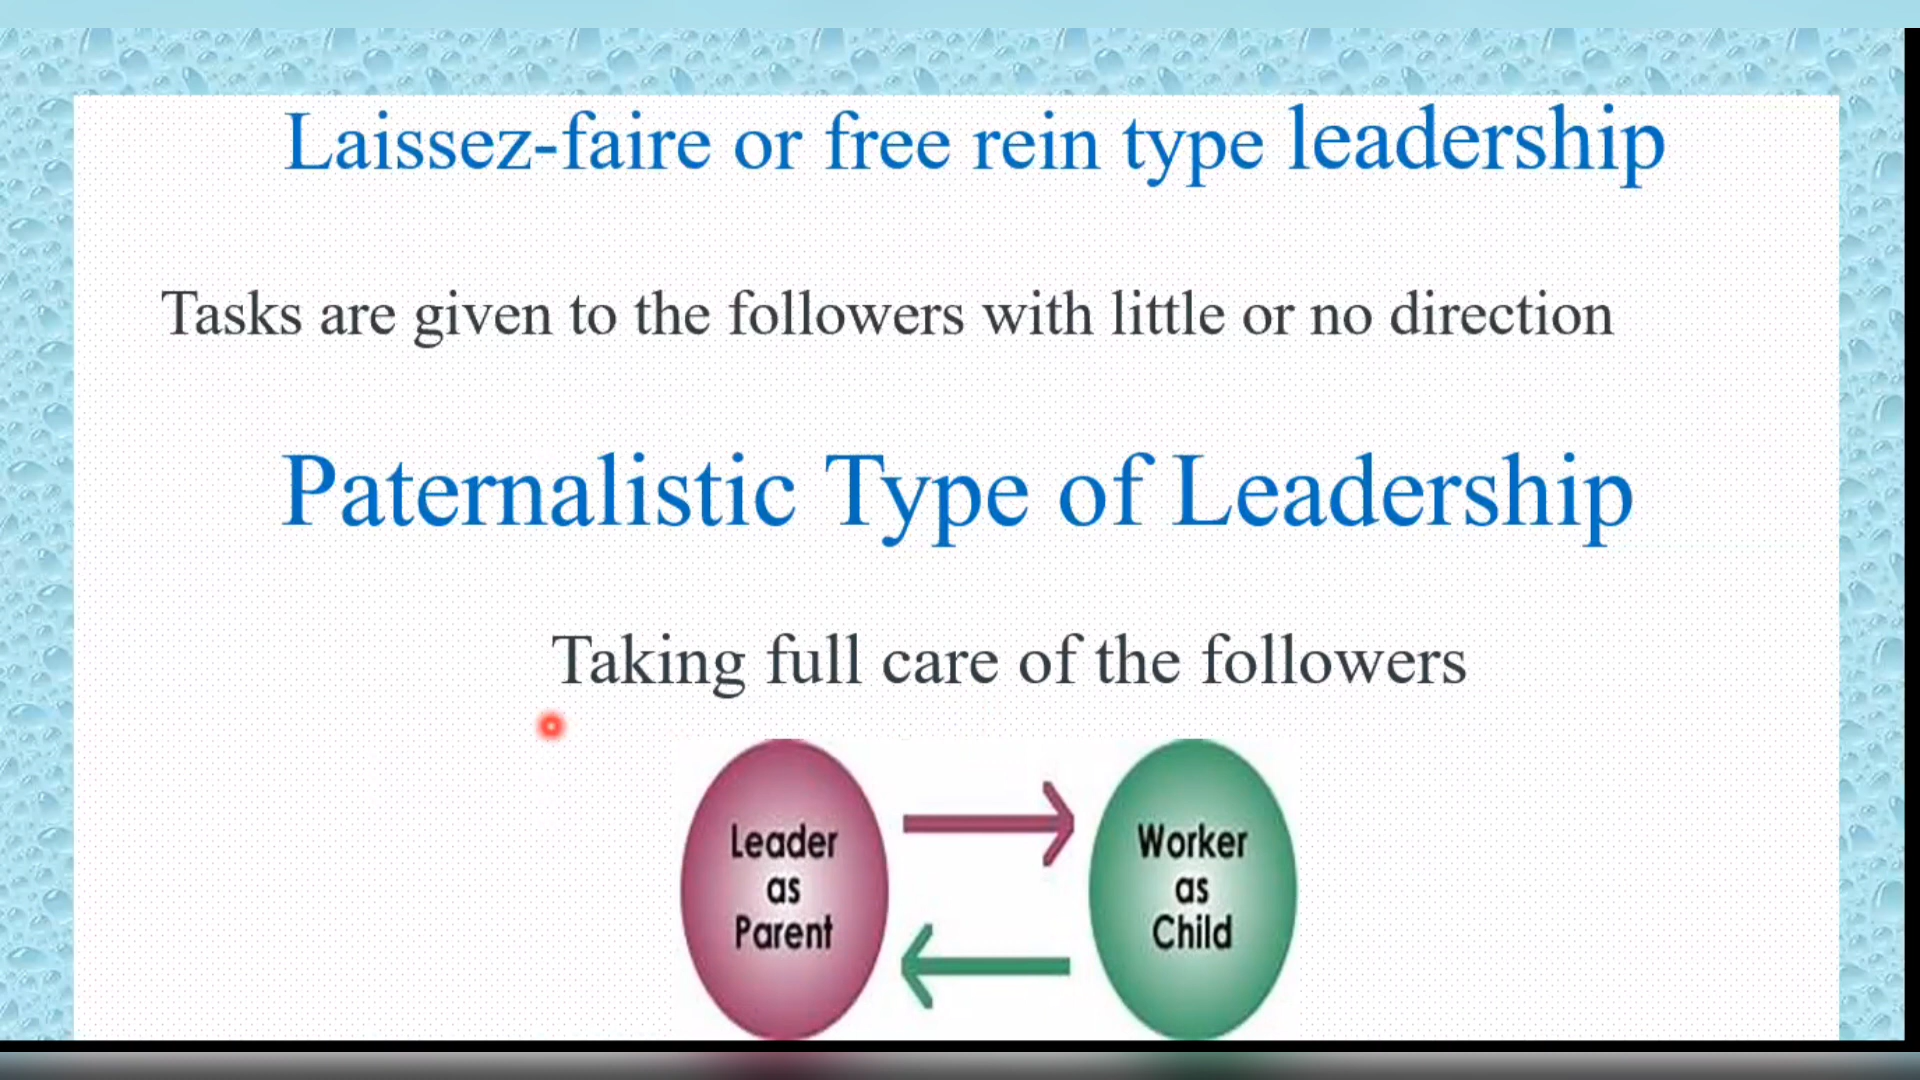 Laissez-faire or free rein type leadership
Tasks are given to the followers with little or no direction
Paternalistic Type of Leadership
Taking full care of the followers
Leader
as
Parent
Worker
as
Child